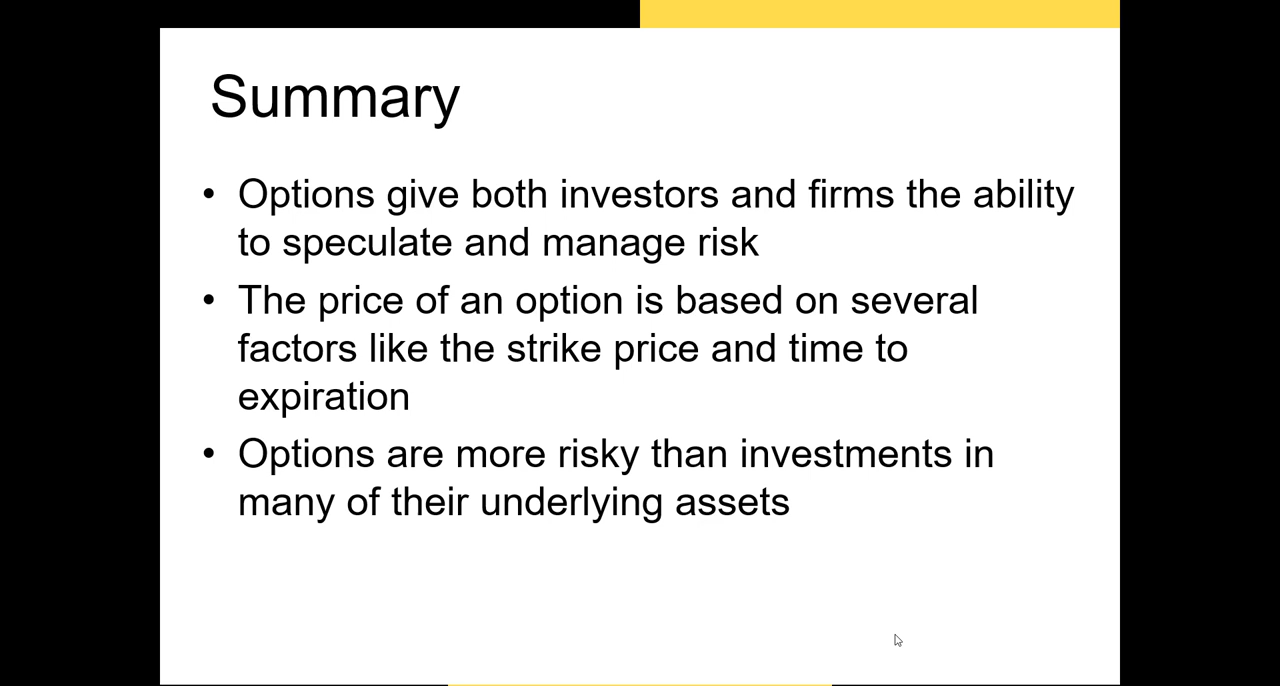 Summary
• Options give both investors and firms the ability
to speculate and manage risk
• The price of an option is based on several
factors like the strike price and time to
expiration
• Options are more risky than investments in
many of their underlying assets